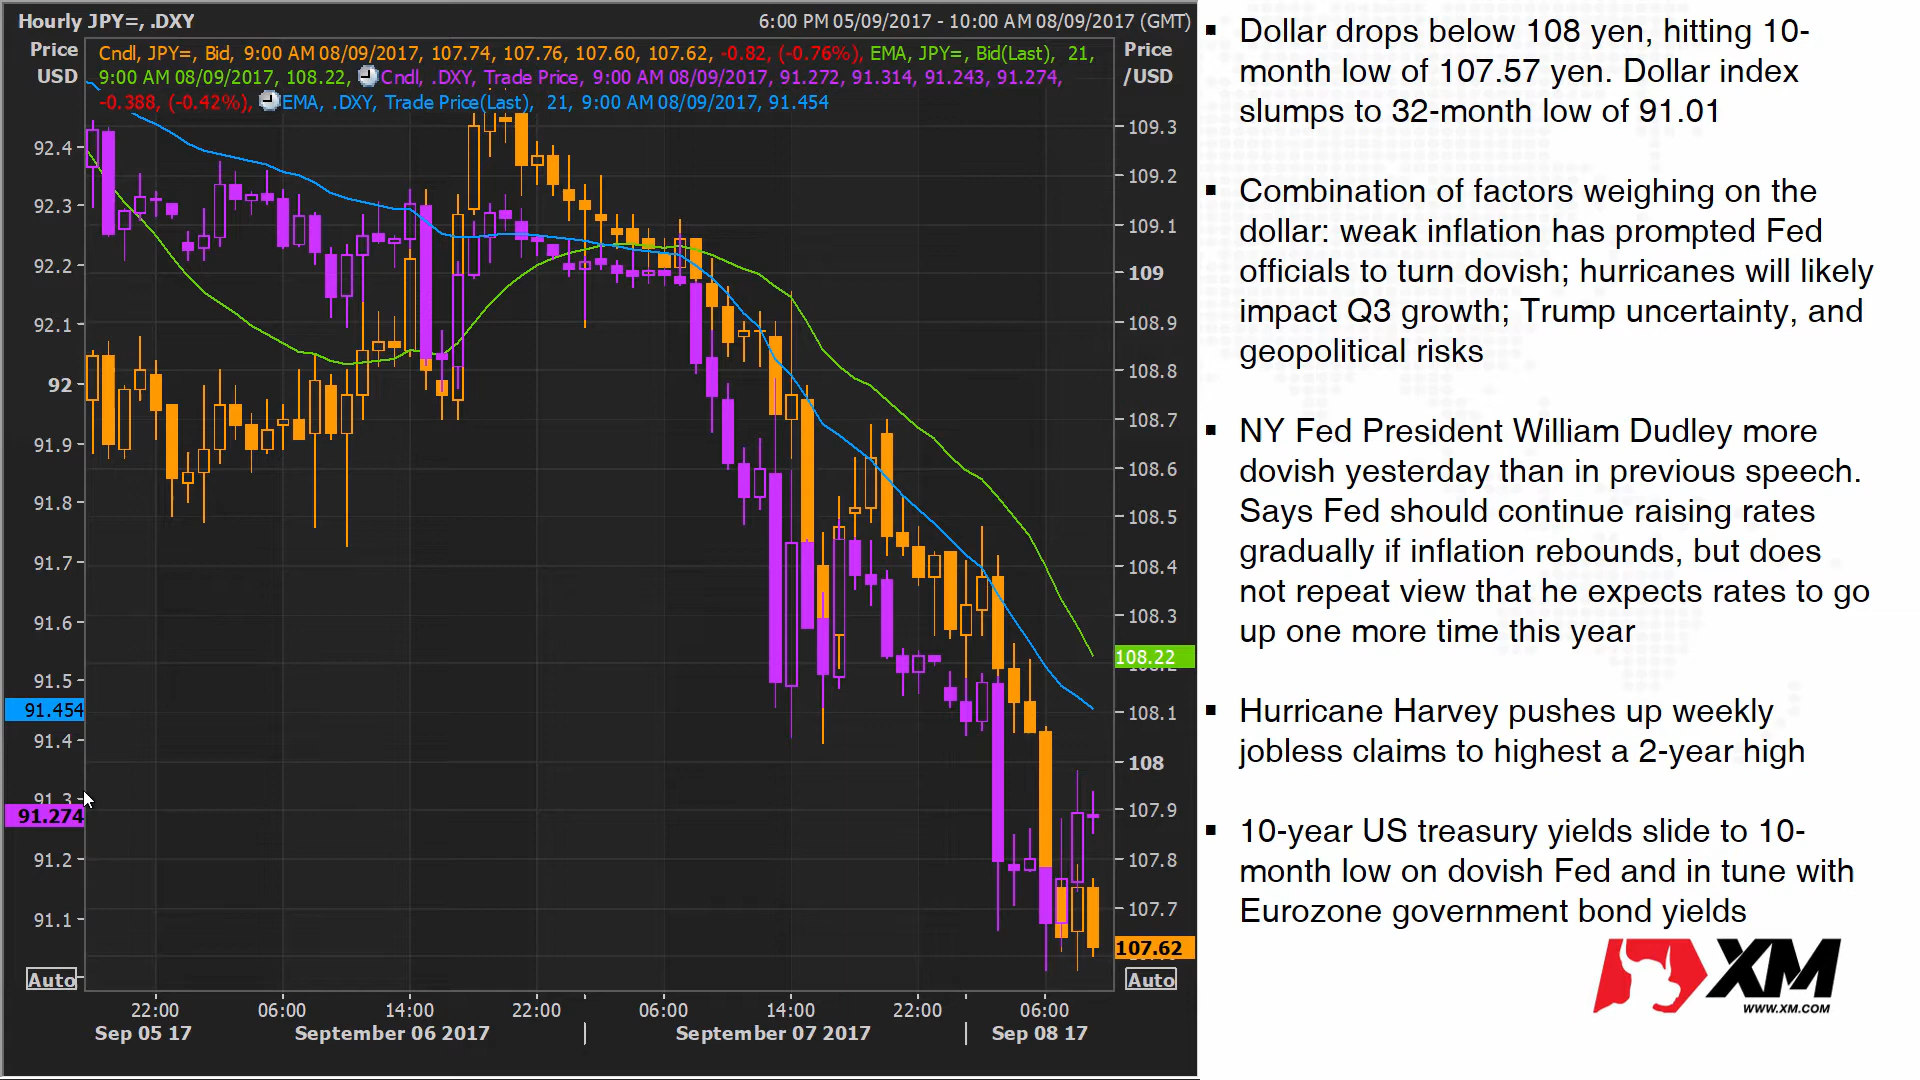 Hourly JPY=, .DXY
6:00 PM 05/09/2017 - 10:00 AM 08/09/2017 (GMT)
Price
USD
Cndl, JPY=, Bid, 9:00 AM 08/09/2017, 107.74, 107.76, 107.60, 107.62, -0.82, (-0.76%), EMA, JPY=, Bid(Last), 21,
9:00 AM 08/09/2017, 108.22, Cndl, .DXY, Trade Price, 9:00 AM 08/09/2017, 91.272, 91.314, 91.243, 91.274,
-0.388, (-0.42%), EMA, .DXY, Trade Price(Last), 21, 9:00 AM 08/09/2017, 91.454
Price
/USD
92.4
92.3
92.2
92.1
92
91.9
91.8
91.7
91.6
91.5
91.454
91.4
91.3
91.274
91.2
91.1
Auto
109.3
109.2
109.1
109
108.9
108.8
108.7
108.6
108.5
108.4
108.3
108.22
108.1
108
107.9
107.8
107.7
107.62
Auto
22:00
06:00
14:00
22:00
06:00
14:00
22:00
06:00
Sep 05 17
September 06 2017
September 07 2017
Sep 08 17
▪ Dollar drops below 108 yen, hitting 10-
month low of 107.57 yen. Dollar index
slumps to 32-month low of 91.01
▪ Combination of factors weighing on the
dollar: weak inflation has prompted Fed
officials to turn dovish; hurricanes will likely
impact Q3 growth; Trump uncertainty, and
geopolitical risks
▪ NY Fed President William Dudley more
dovish yesterday than in previous speech.
Says Fed should continue raising rates
gradually if inflation rebounds, but does
not repeat view that he expects rates to go
up one more time this year
▪ Hurricane Harvey pushes up weekly
jobless claims to highest a 2-year high
▪ 10-year US treasury yields slide to 10-
month low on dovish Fed and in tune with
Eurozone government bond yields
XM
WWW.XM.COM